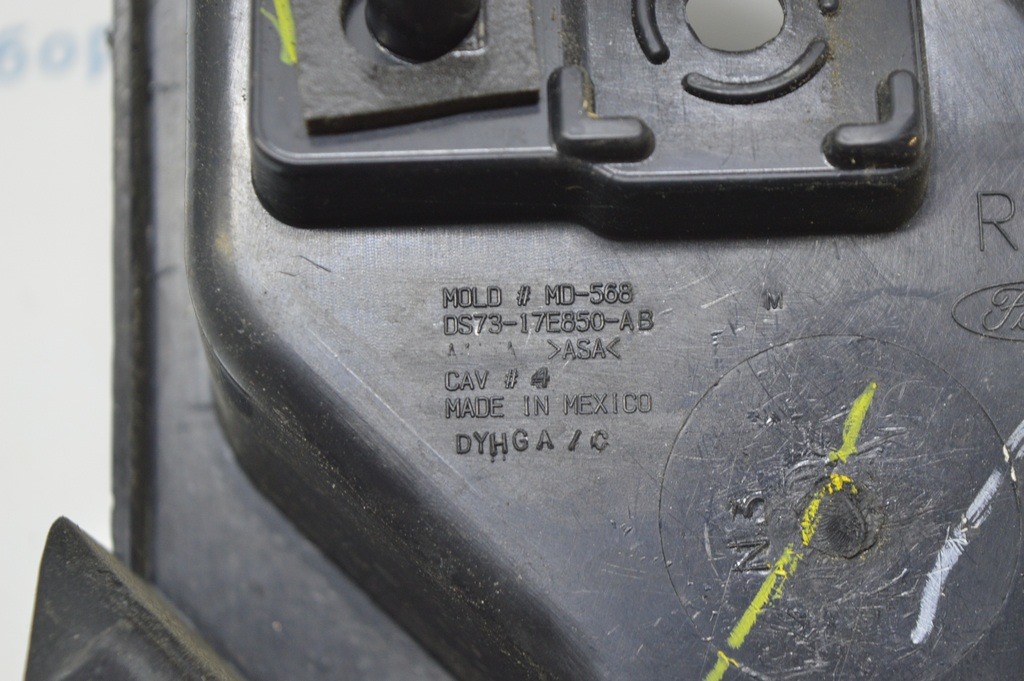 R
MOLD # MD-568
DS73-17E850-AB
>ASA<
CAV # 4
MADE IN MEXICO
DYHGA/C
M